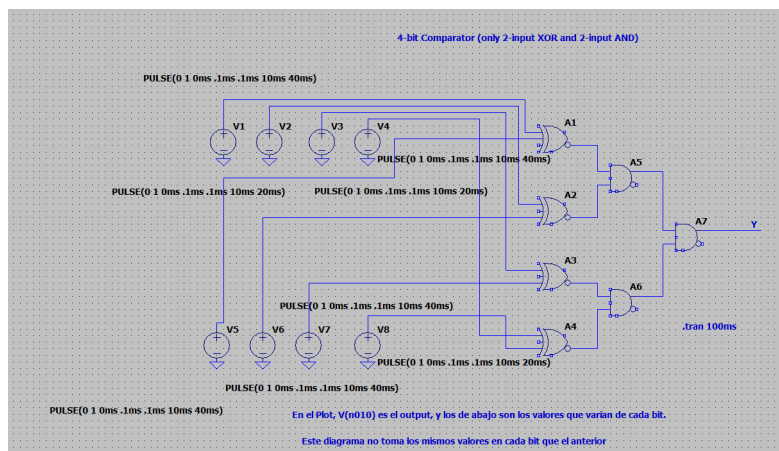 4-bit Comparator (only 2-input XOR and 2-input AND)
PULSE(0 1 0ms .1ms .1ms 10ms 40ms)
V1
V2
V3
V4
A1
PULSE(0 1 0ms .1ms .1ms 10ms 40ms)
A5
PULSE(0 1 0ms .1ms .1ms 10ms 20ms)
PULSE(0 1 0ms .1ms .1ms 10ms 20ms)
A2
A7
Y
A3
A6
PULSE(0 1 0ms .1ms .1ms 10ms 40ms)
V5
V6
V7
V8
A4
.tran 100ms
PULSE(0 1 0ms .1ms .1ms 10ms 20ms)
PULSE(0 1 0ms .1ms .1ms 10ms 40ms)
PULSE(0 1 0ms .1ms .1ms 10ms 40ms)
En el Plot, V(n010) es el output, y los de abajo son los valores que varían de cada bit.
Este diagrama no toma los mismos valores en cada bit que el anterior